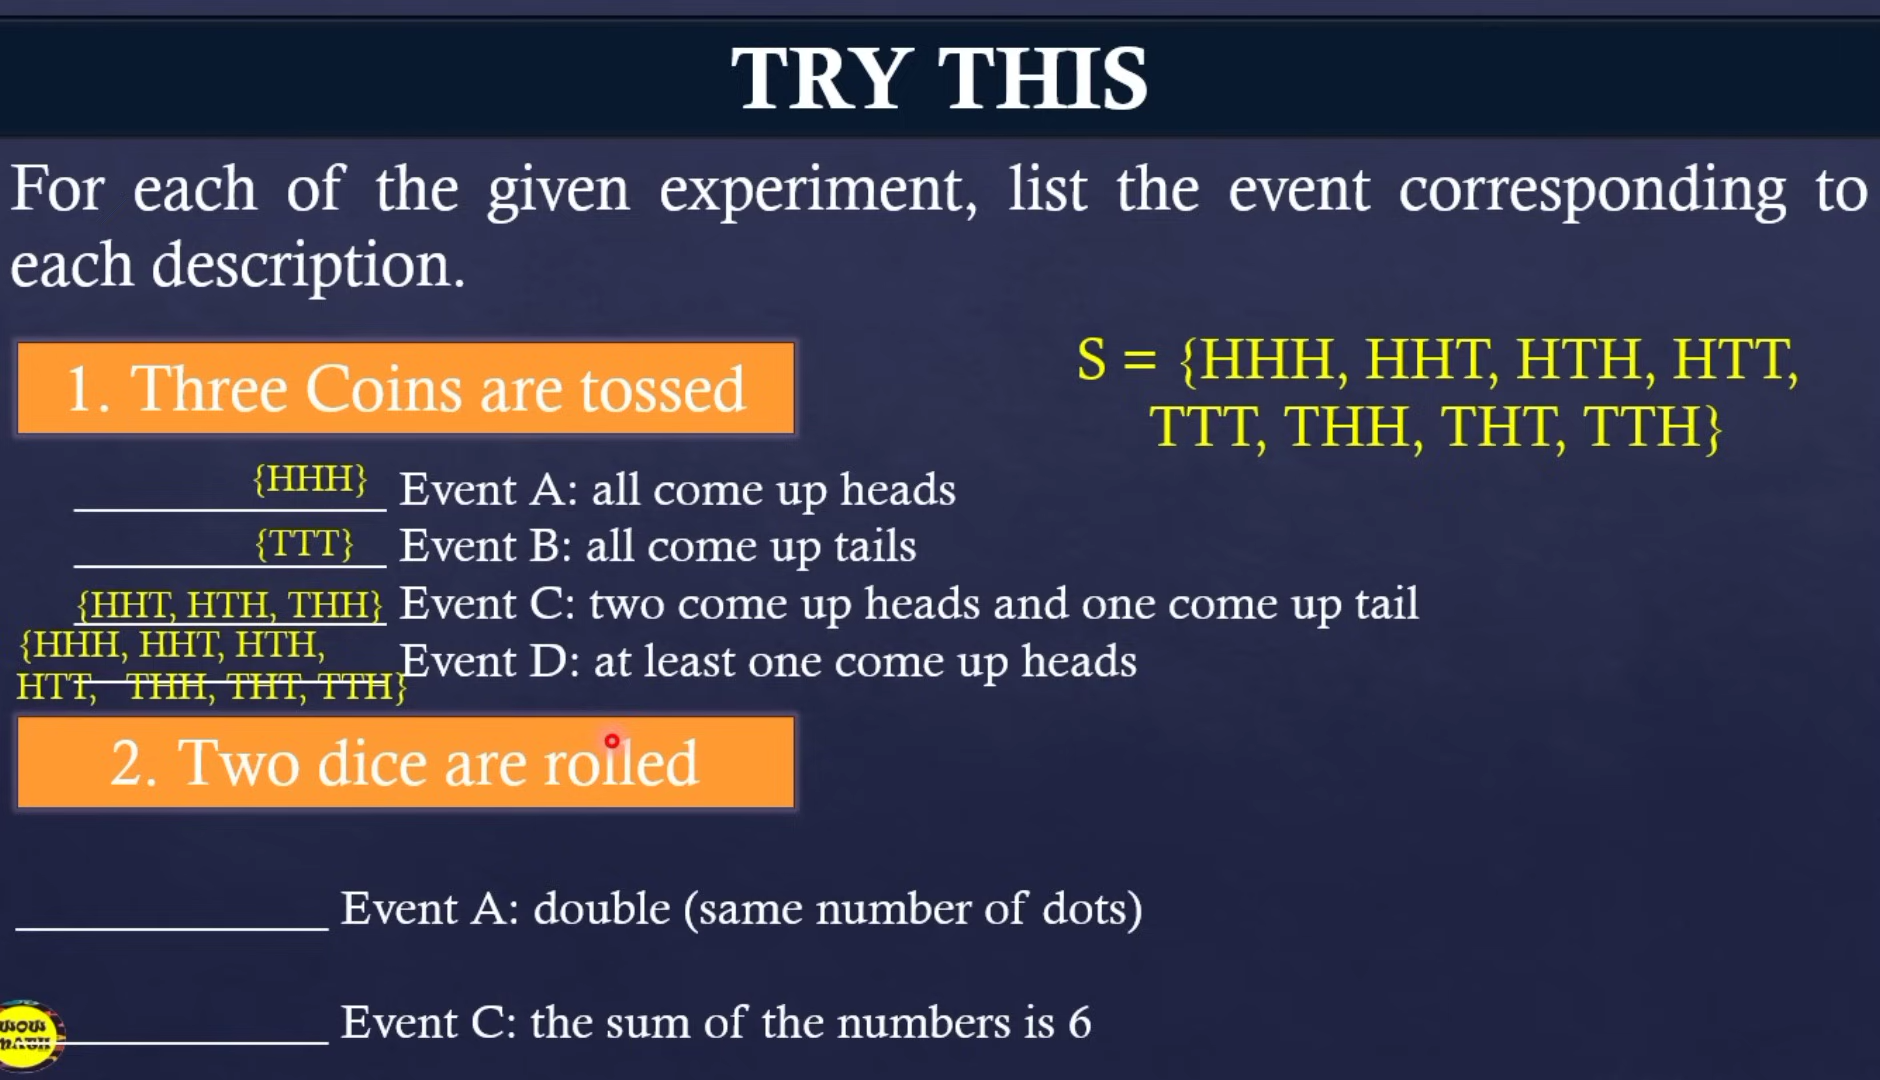 TRY THIS
For each of the given experiment, list the event corresponding to
each description.
1. Three Coins are tossed
S = {HHH, HHT, HTH, HTT,
TTT, THH, THT, TTH}
{HHH} Event A: all come up heads
{TTT} Event B: all come up tails
{HHT, HTH, THH} Event C: two come up heads and one come up tail
{HHH, HHT, HTH,
HTT, THH, THT, TTH} Event D: at least one come up heads
2. Two dice are rolled
Event A: double (same number of dots)
Event C: the sum of the numbers is 6